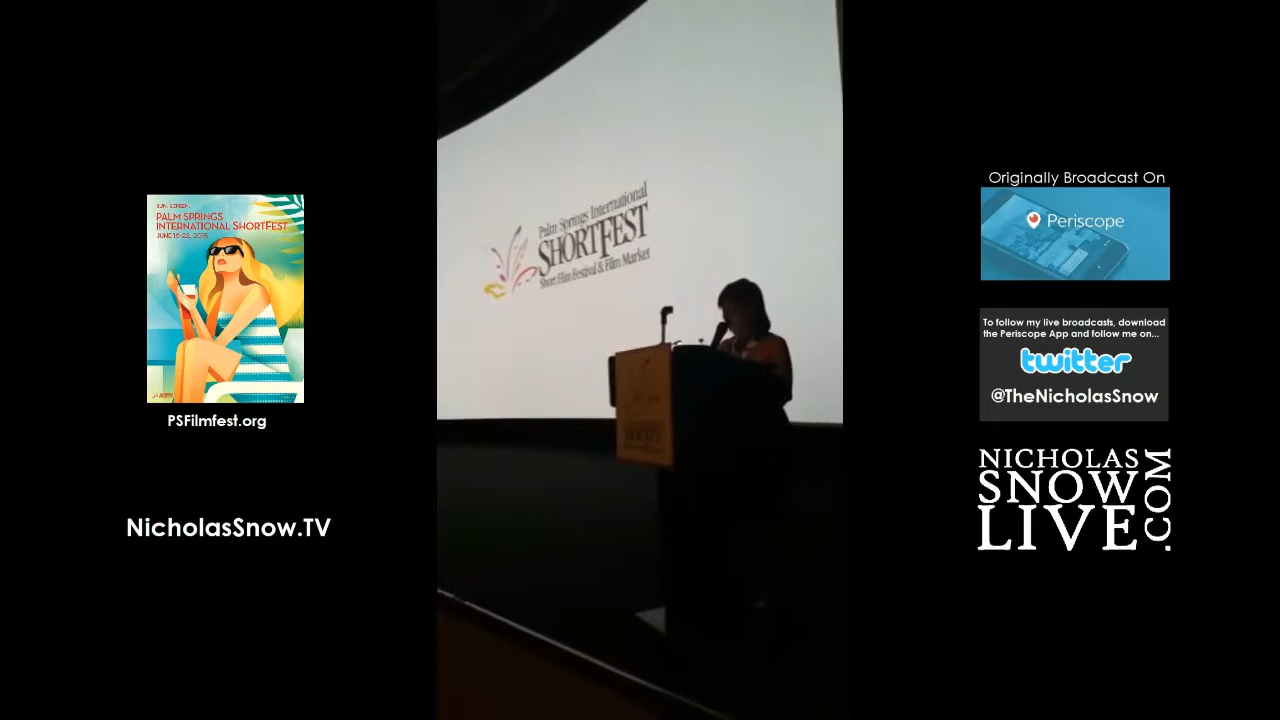 SUN. SCREEN.
PALM SPRINGS
INTERNATIONAL SHORTFEST
JUNE 16-22, 2015
PSFilmfest.org
NicholasSnow.TV
Palm Springs International
SHORTFEST
Short Film Festival & Film Market
Originally Broadcast On
Periscope
To follow my live broadcasts, download
the Periscope App and follow me on...
twitter
@TheNicholasSnow
NICHOLAS
SNOW
LIVE
.COM